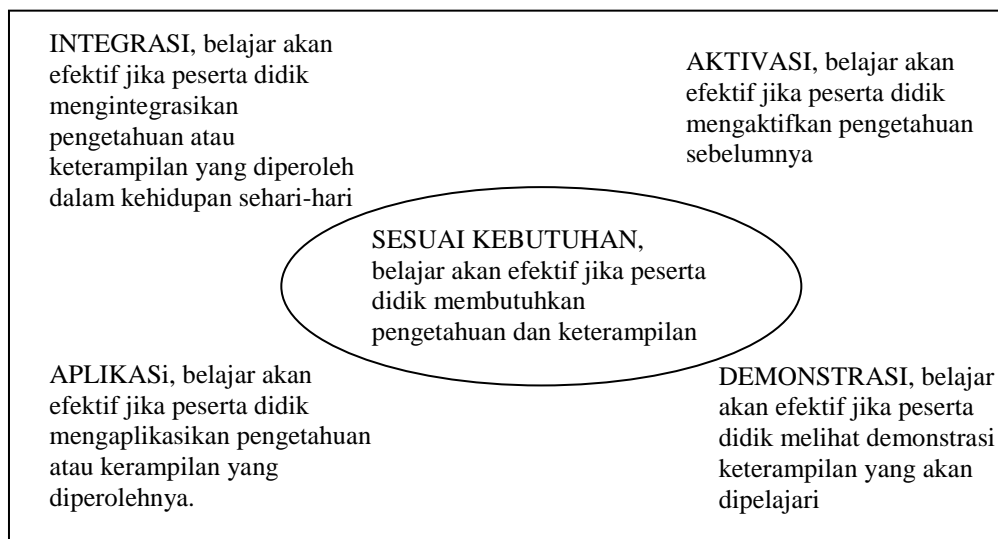 INTEGRASI, belajar akan
efektif jika peserta didik
mengintegrasikan
pengetahuan atau
keterampilan yang diperoleh
dalam kehidupan sehari-hari
AKTIVASI, belajar akan
efektif jika peserta didik
mengaktifkan pengetahuan
sebelumnya
SESUAI KEBUTUHAN,
belajar akan efektif jika peserta
didik membutuhkan
pengetahuan dan keterampilan
APLIKASi, belajar akan
efektif jika peserta didik
mengaplikasikan pengetahuan
atau kerampilan yang
diperolehnya.
DEMONSTRASI, belajar
akan efektif jika peserta
didik melihat demonstrasi
keterampilan yang akan
dipelajari